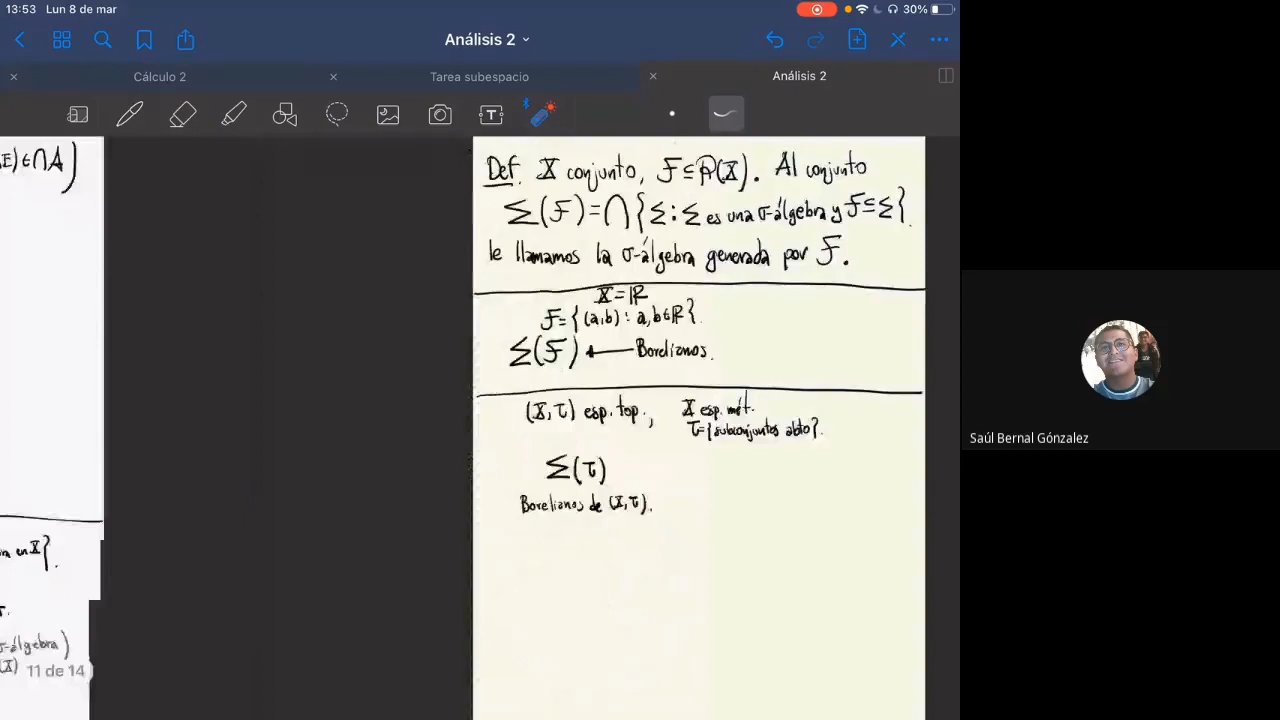 13:53 Lun 8 de mar
30%
Análisis 2
Cálculo 2
Tarea subespacio
Análisis 2
E) ∈ ∩A)
en X}.
σ-álgebra)
(X) 11 de 14
Def. X conjunto, F ⊆ P(X). Al conjunto
Σ(F) = ∩{Σ : Σ es una σ-álgebra y F ⊆ Σ}.
le llamamos la σ-álgebra generada por F.
X = ℝ
F = {(a,b) : a,b ∈ ℝ}.
Σ(F) ← Borelianos.
(X,τ) esp. top., X esp. mét.
τ = {subconjuntos abto}.
Σ(τ)
Borelianos de (X,τ).
Saúl Bernal Gónzalez